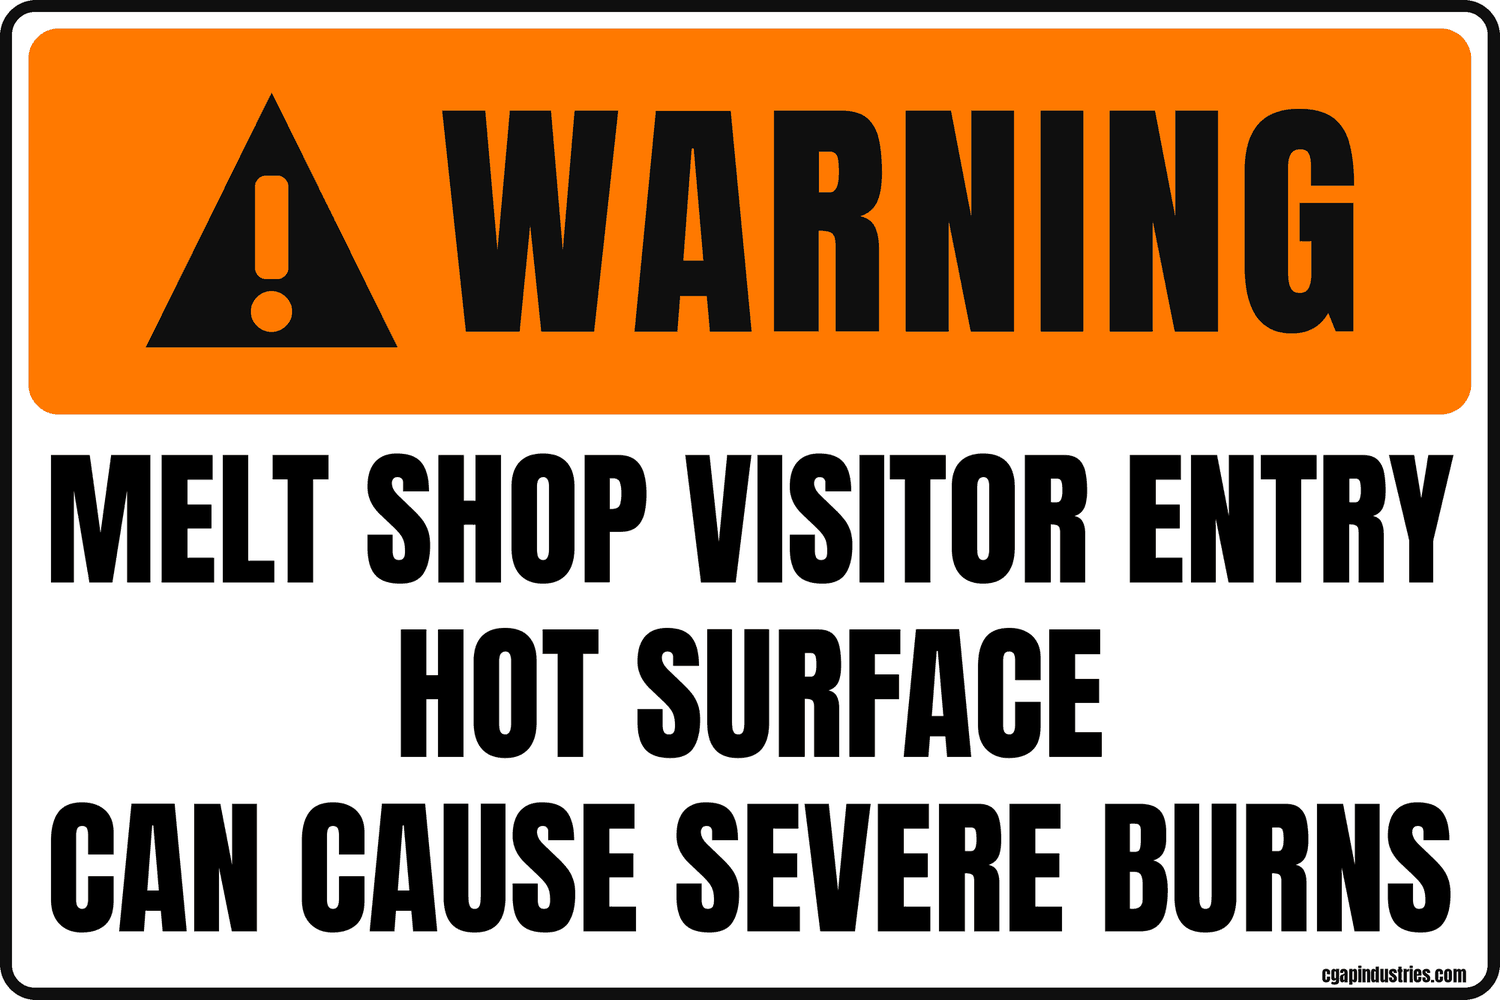 WARNING
MELT SHOP VISITOR ENTRY
HOT SURFACE
CAN CAUSE SEVERE BURNS
cgapindustries.com